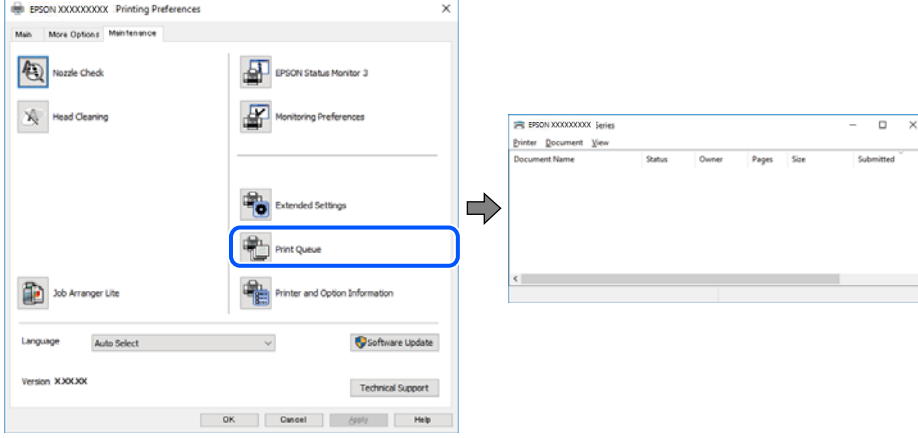 EPSON XXXXXXXXX Printing Preferences
Main More Options Maintenance
Nozzle Check
EPSON Status Monitor 3
Head Cleaning
Monitoring Preferences
Extended Settings
Print Queue
Job Arranger Lite
Printer and Option Information
Language Auto Select Software Update
Version X.XX.XX
Technical Support
OK Cancel Apply Help
EPSON XXXXXXXXX Series
Printer Document View
Document Name Status Owner Pages Size Submitted